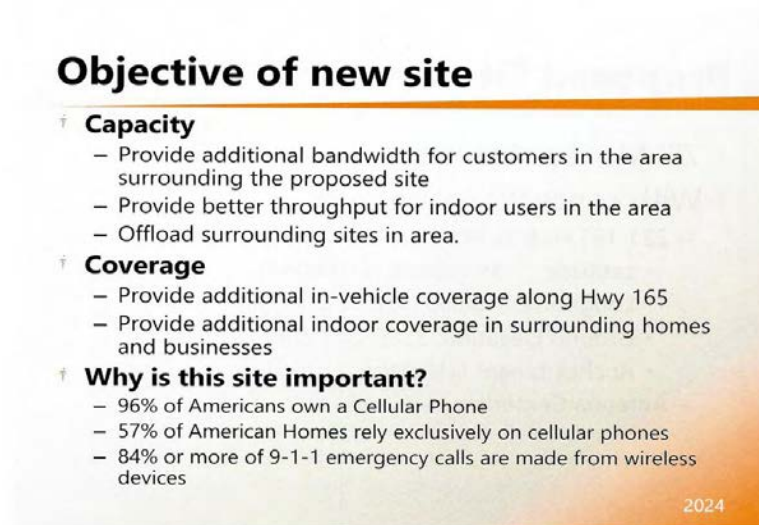 Objective of new site
† Capacity
– Provide additional bandwidth for customers in the area
surrounding the proposed site
– Provide better throughput for indoor users in the area
– Offload surrounding sites in area.
† Coverage
– Provide additional in-vehicle coverage along Hwy 165
– Provide additional indoor coverage in surrounding homes
and businesses
† Why is this site important?
– 96% of Americans own a Cellular Phone
– 57% of American Homes rely exclusively on cellular phones
– 84% or more of 9-1-1 emergency calls are made from wireless
devices
2024